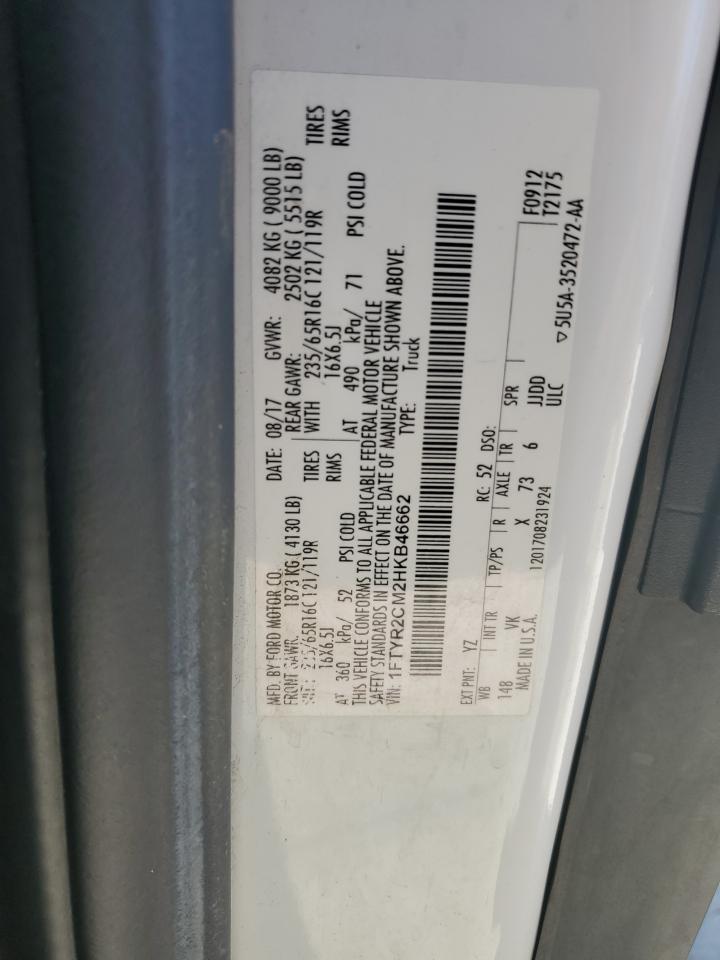 MFD. BY FORD MOTOR CO. DATE: 08/17 GVWR: 4082 KG ( 9000 LB)
FRONT GAWR: 1873 KG ( 4130 LB) REAR GAWR: 2502 KG ( 5515 LB)
235/65R16C 121/119R TIRES WITH 235/65R16C 121/119R TIRES
16X6.5J RIMS 16X6.5J RIMS
AT 360 kPa/ 52 PSI COLD AT 490 kPa/ 71 PSI COLD
THIS VEHICLE CONFORMS TO ALL APPLICABLE FEDERAL MOTOR VEHICLE
SAFETY STANDARDS IN EFFECT ON THE DATE OF MANUFACTURE SHOWN ABOVE.
VIN: 1FTYR2CM2HKB46662 TYPE: Truck
EXT PNT: YZ RC: 52 DSO: F0912
WB INT TR TP/PS R AXLE TR SPR T2175
148 VK X 73 6 JJDD
MADE IN U.S.A. 1201708231924 ULC ▽5U5A-3520472-AA